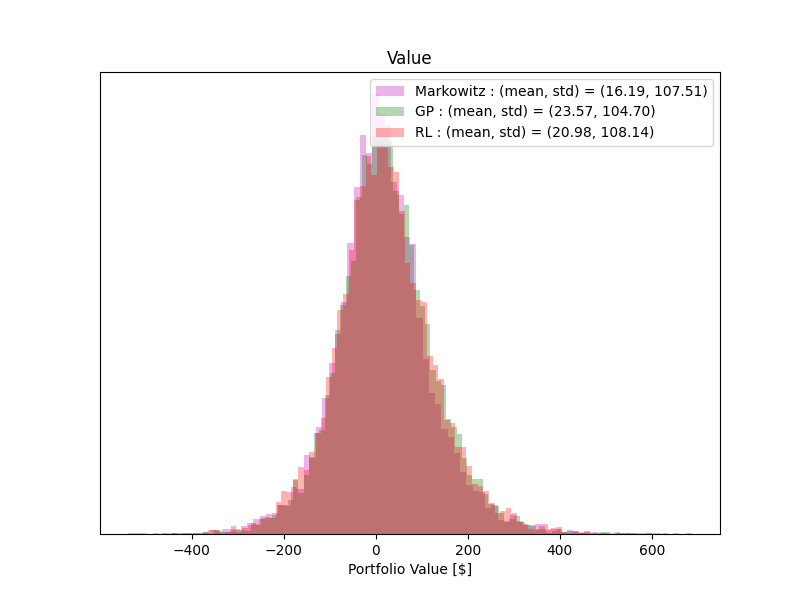 Value
Markowitz : (mean, std) = (16.19, 107.51)
GP : (mean, std) = (23.57, 104.70)
RL : (mean, std) = (20.98, 108.14)
−400 −200 0 200 400 600
Portfolio Value [$]